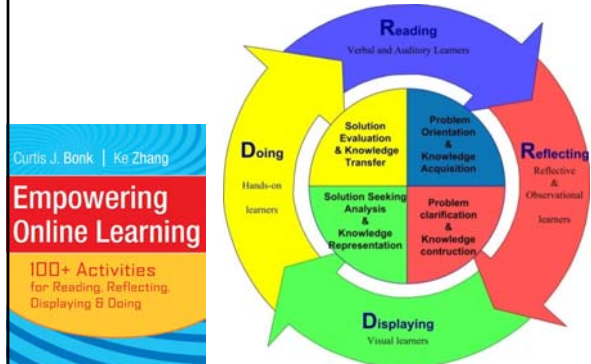 Curtis J. Bonk | Ke Zhang
Empowering
Online Learning
100+ Activities
for Reading, Reflecting,
Displaying & Doing
Reading
Verbal and Auditory Learners
Reflecting
Reflective
&
Observational
learners
Displaying
Visual learners
Doing
Hands-on
learners
Solution
Evaluation
& Knowledge
Transfer
Problem
Orientation
&
Knowledge
Acquisition
Solution Seeking
Analysis
&
Knowledge
Representation
Problem
clarification
&
Knowledge
contruction